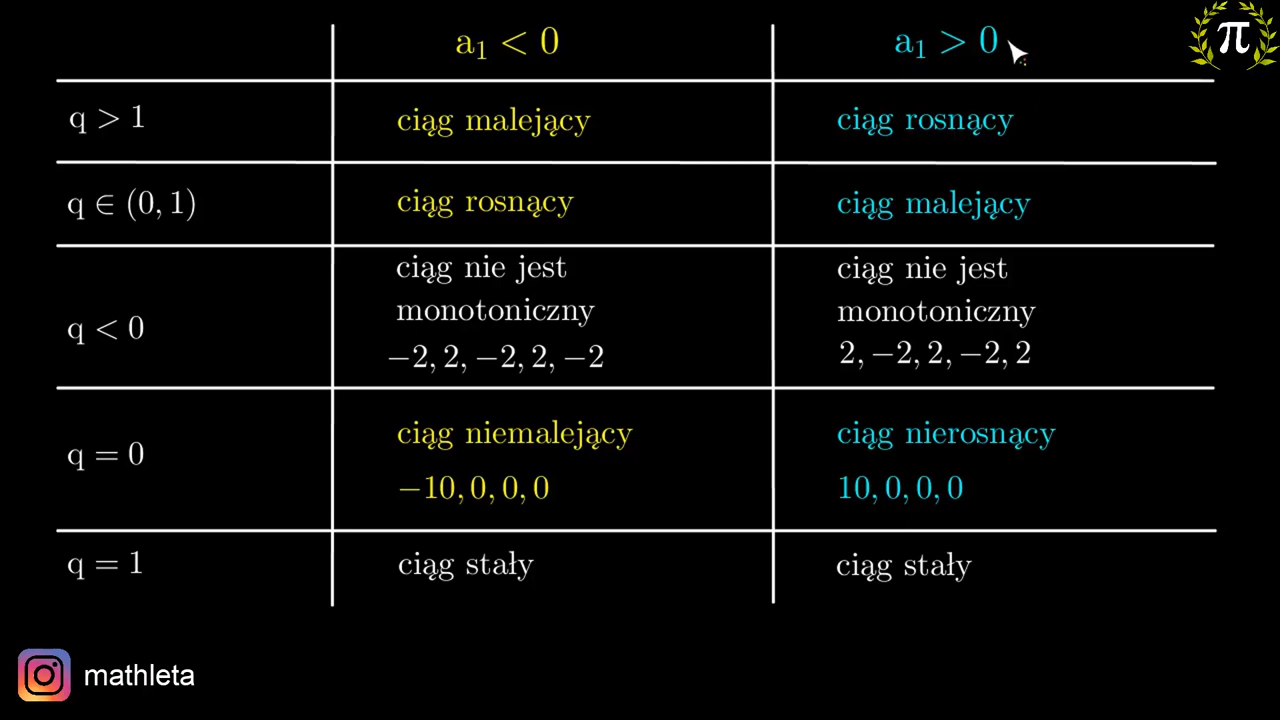 a₁ < 0
a₁ > 0
π
q > 1
ciąg malejący
ciąg rosnący
q ∈ (0, 1)
ciąg rosnący
ciąg malejący
q < 0
ciąg nie jest
monotoniczny
−2, 2, −2, 2, −2
ciąg nie jest
monotoniczny
2, −2, 2, −2, 2
q = 0
ciąg niemalejący
−10, 0, 0, 0
ciąg nierosnący
10, 0, 0, 0
q = 1
ciąg stały
ciąg stały
mathleta